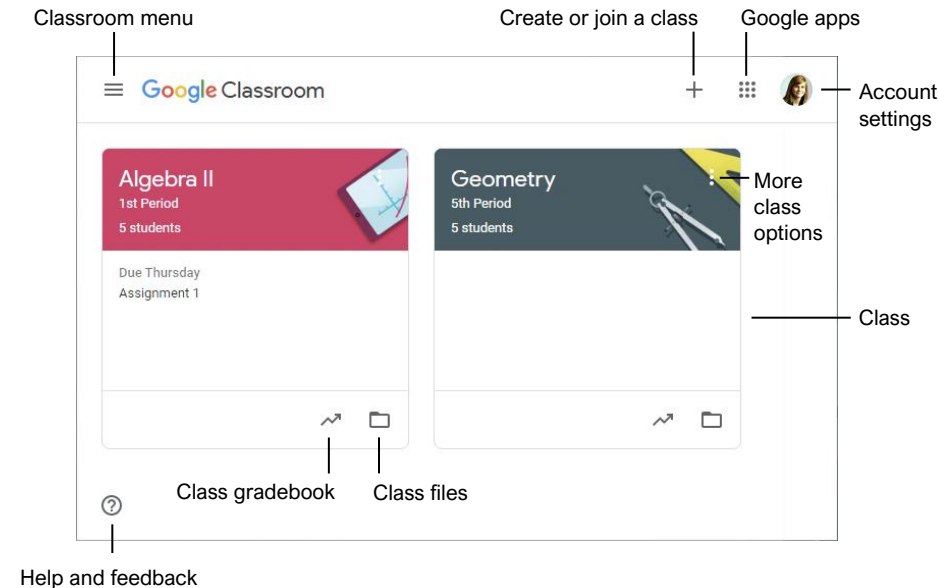 Classroom menu
Create or join a class
Google apps
Google Classroom
Account
settings
Algebra II
1st Period
5 students
Geometry
5th Period
5 students
More
class
options
Due Thursday
Assignment 1
Class
Class gradebook
Class files
Help and feedback